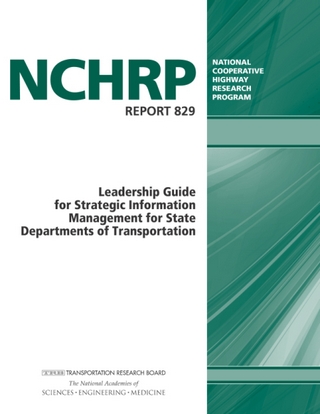 NCHRP
REPORT 829
NATIONAL
COOPERATIVE
HIGHWAY
RESEARCH
PROGRAM
Leadership Guide
for Strategic Information
Management for State
Departments of Transportation
TRB TRANSPORTATION RESEARCH BOARD
The National Academies of
SCIENCES • ENGINEERING • MEDICINE